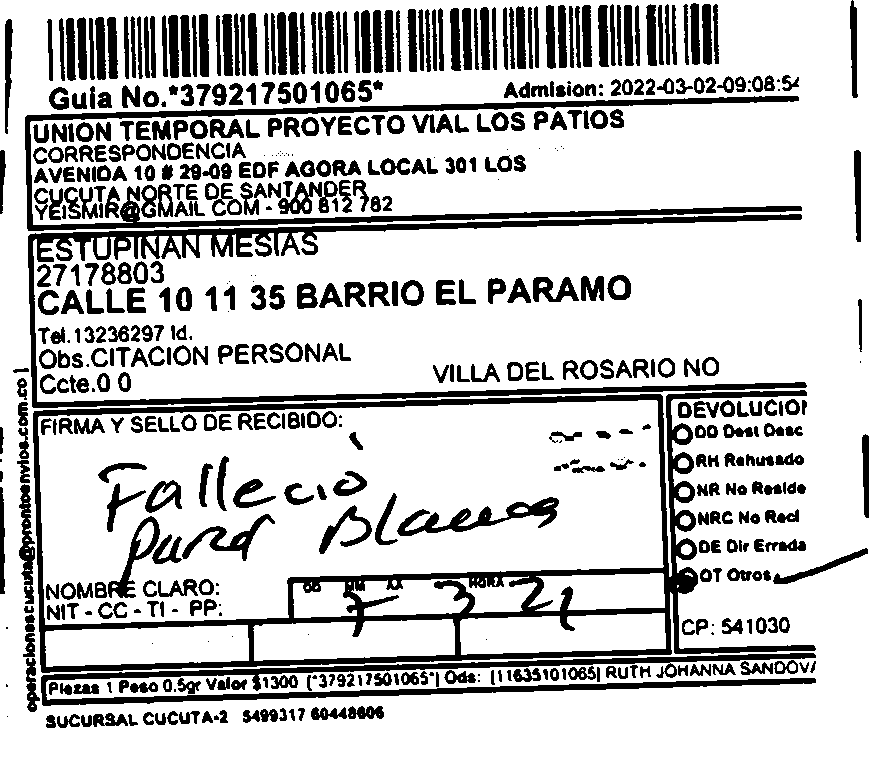 Guia No.*379217501065*
Admision: 2022-03-02-09:08:54
UNION TEMPORAL PROYECTO VIAL LOS PATIOS
CORRESPONDENCIA
AVENIDA 10 # 29-09 EDF AGORA LOCAL 301 LOS
CUCUTA NORTE DE SANTANDER
YEISMIR@GMAIL COM - 900 812 782
ESTUPINAN MESIAS
27178803
CALLE 10 11 35 BARRIO EL PARAMO
Tel.13236297 Id.
Obs.CITACION PERSONAL
Ccte.0 0
VILLA DEL ROSARIO NO
operacionescucuta@prontoenvios.com.co
FIRMA Y SELLO DE RECIBIDO:
Falleció
Pared Blanca
NOMBRE CLARO:
NIT - CC - TI - PP:
DD MM AA HORA
7 3 21
DEVOLUCION
DD Dest Desc
RH Rehusado
NR No Reside
NRC No Recl
DE Dir Errada
OT Otros
CP: 541030
Piezas 1 Peso 0.5gr Valor $1300 [*379217501065*] Ods: [11635101065] RUTH JOHANNA SANDOVA
SUCURSAL CUCUTA-2 5499317 60448606